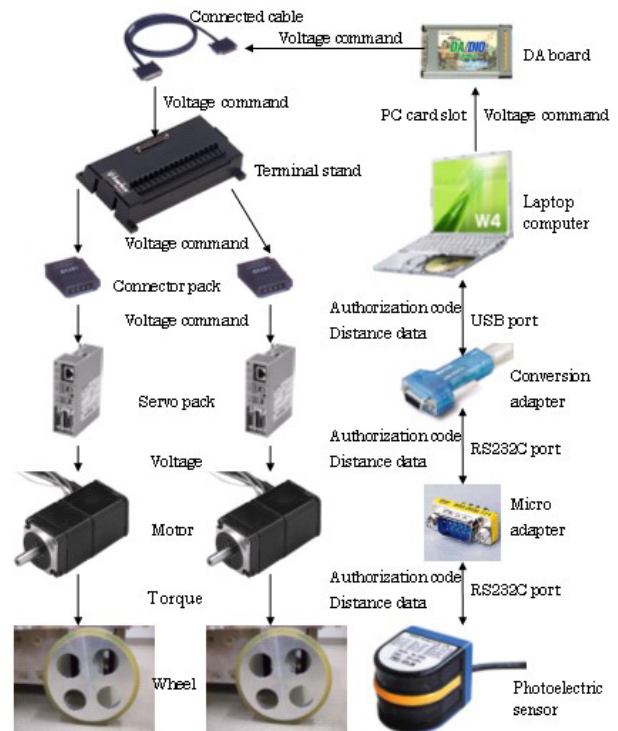 Connected cable
Voltage command
DA/DIO
DA board
Voltage command
PC card slot
Voltage command
Terminal stand
W4
Laptop
computer
Voltage command
Connector pack
Authorization code
Distance data
USB port
Voltage command
Servo pack
Conversion
adapter
Authorization code
Distance data
RS232C port
Voltage
Motor
Micro
adapter
Authorization code
Distance data
RS232C port
Torque
Wheel
Photoelectric
sensor